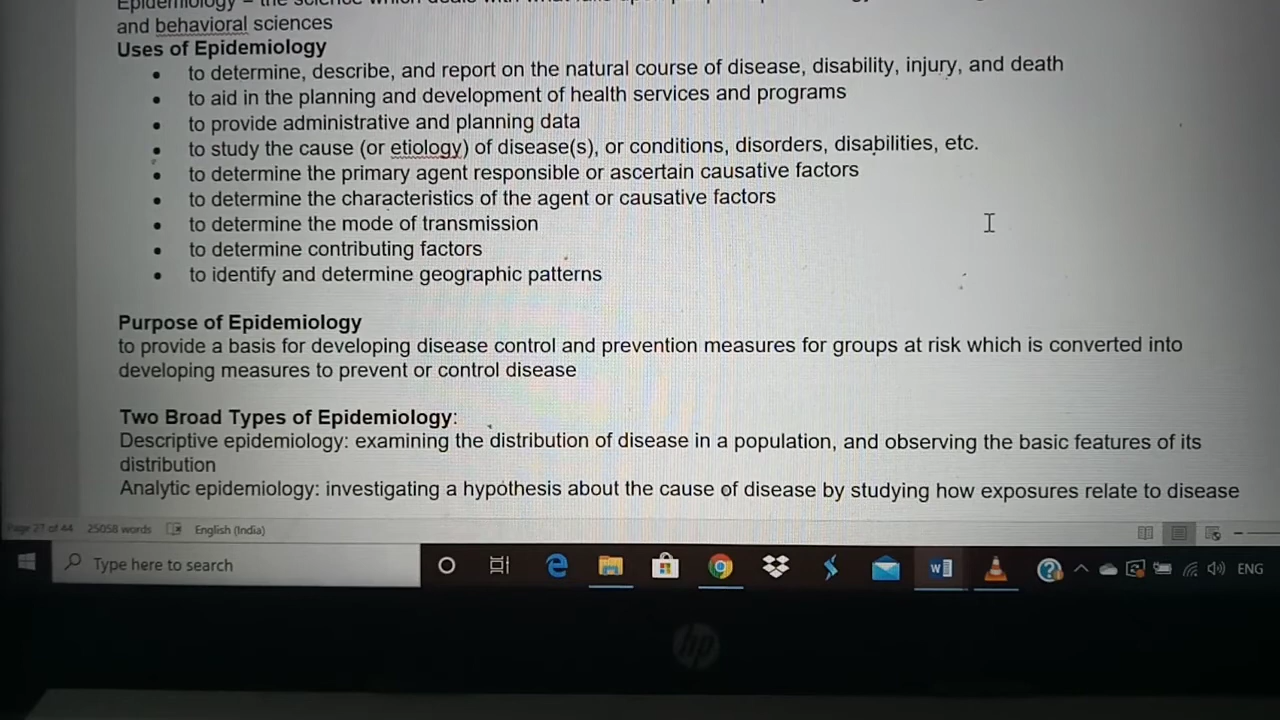 and behavioral sciences
Uses of Epidemiology
• to determine, describe, and report on the natural course of disease, disability, injury, and death
• to aid in the planning and development of health services and programs
• to provide administrative and planning data
• to study the cause (or etiology) of disease(s), or conditions, disorders, disabilities, etc.
• to determine the primary agent responsible or ascertain causative factors
• to determine the characteristics of the agent or causative factors
• to determine the mode of transmission
• to determine contributing factors
• to identify and determine geographic patterns
Purpose of Epidemiology
to provide a basis for developing disease control and prevention measures for groups at risk which is converted into
developing measures to prevent or control disease
Two Broad Types of Epidemiology:
Descriptive epidemiology: examining the distribution of disease in a population, and observing the basic features of its
distribution
Analytic epidemiology: investigating a hypothesis about the cause of disease by studying how exposures relate to disease
Page 27 of 44 25058 words English (India)
Type here to search
ENG
hp